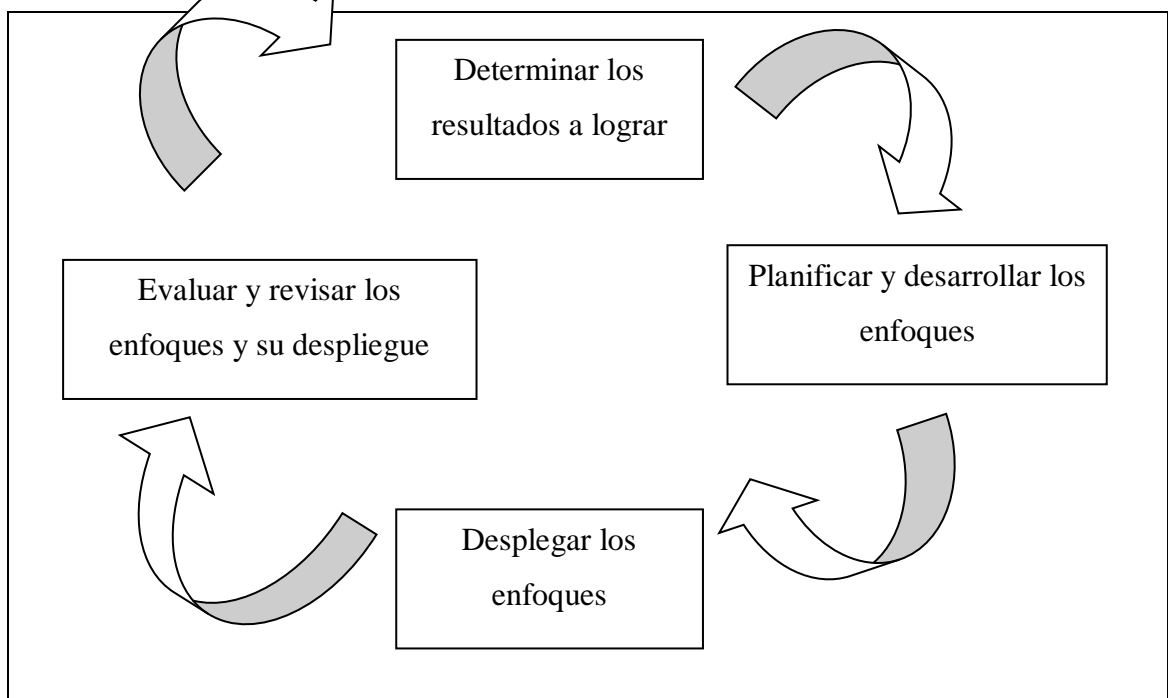 Determinar los
resultados a lograr
Planificar y desarrollar los
enfoques
Desplegar los
enfoques
Evaluar y revisar los
enfoques y su despliegue